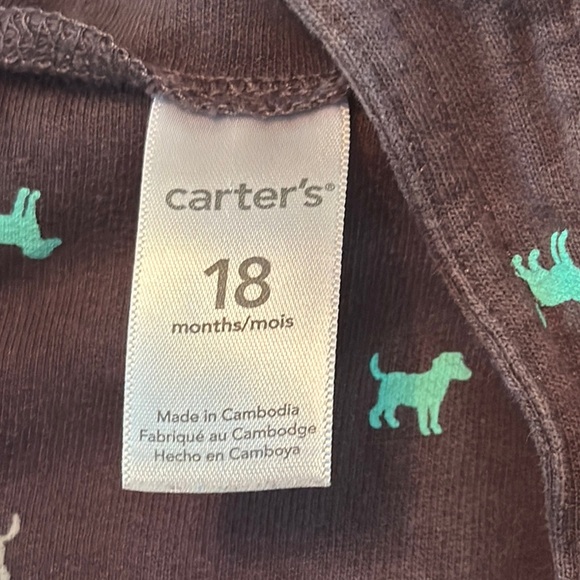 carter's®
18
months/mois
Made in Cambodia
Fabriqué au Cambodge
Hecho en Camboya